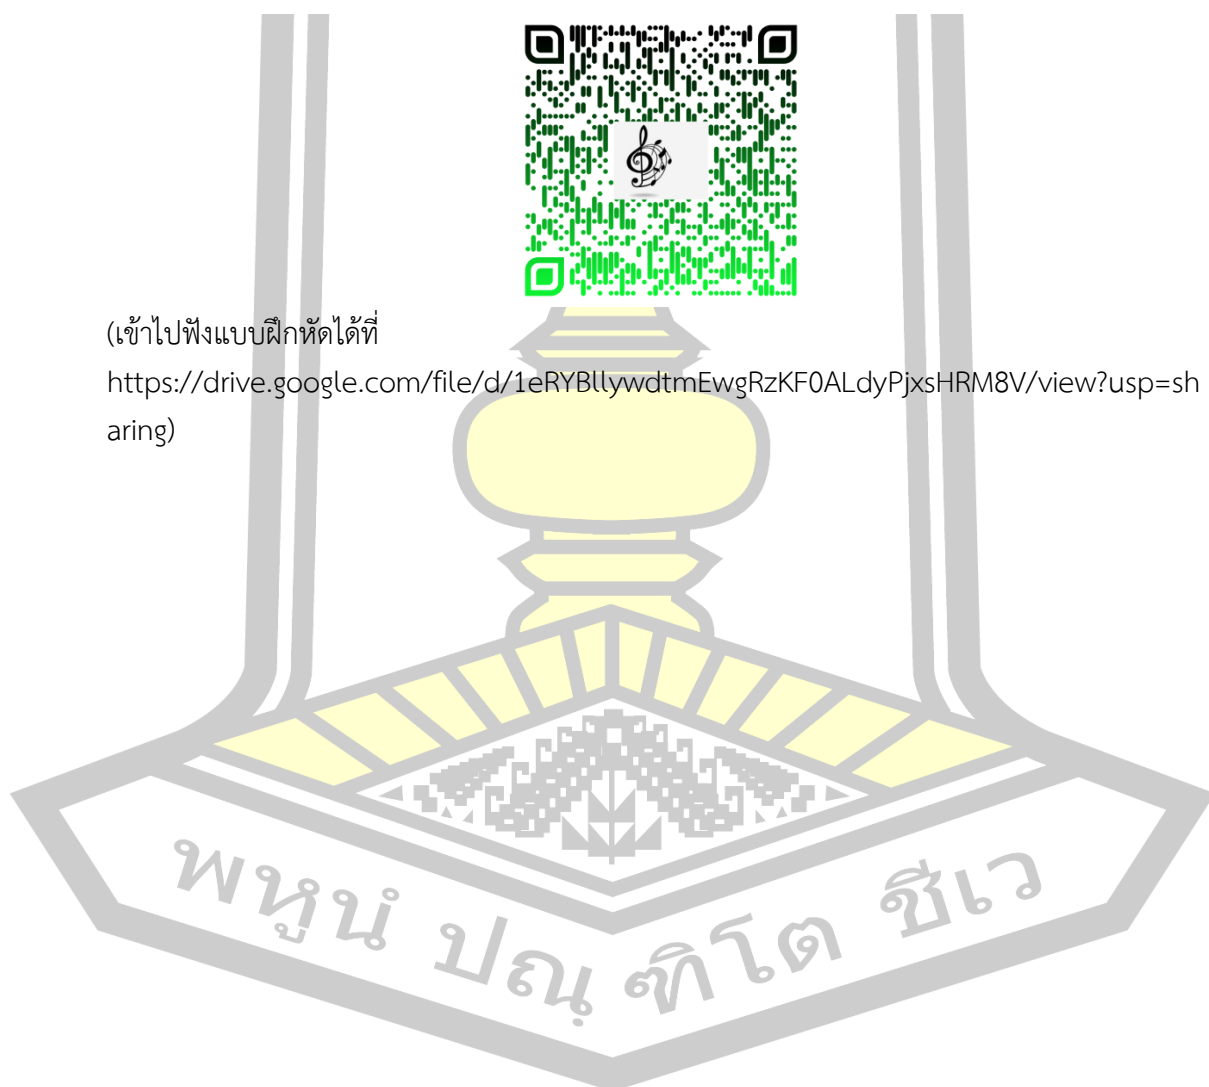 (เข้าไปฟังแบบฝึกหัดได้ที่
https://drive.google.com/file/d/1eRYBllywdtmEwgRzKF0ALdyPjxsHRM8V/view?usp=sh
aring)
พหูนํ ปณฺฑิโต ชีเว